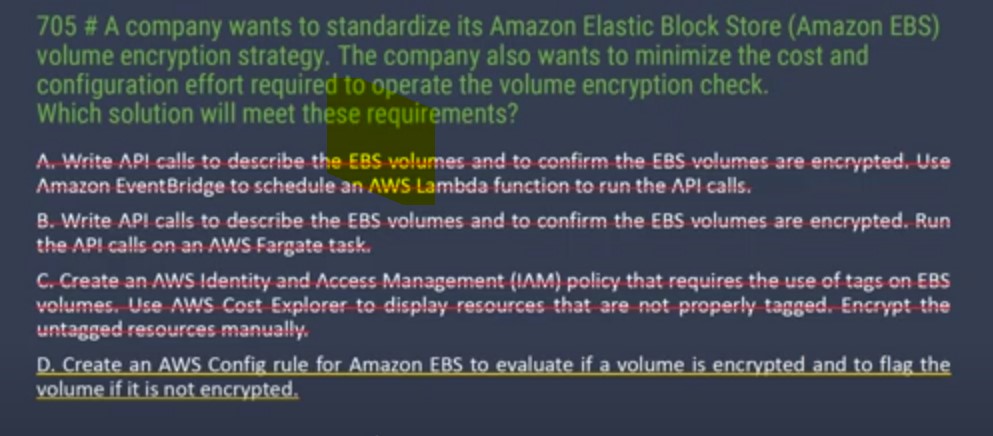 705 # A company wants to standardize its Amazon Elastic Block Store (Amazon EBS)
volume encryption strategy. The company also wants to minimize the cost and
configuration effort required to operate the volume encryption check.
Which solution will meet these requirements?
A. Write API calls to describe the EBS volumes and to confirm the EBS volumes are encrypted. Use
Amazon EventBridge to schedule an AWS Lambda function to run the API calls.
B. Write API calls to describe the EBS volumes and to confirm the EBS volumes are encrypted. Run
the API calls on an AWS Fargate task.
C. Create an AWS Identity and Access Management (IAM) policy that requires the use of tags on EBS
volumes. Use AWS Cost Explorer to display resources that are not properly tagged. Encrypt the
untagged resources manually.
D. Create an AWS Config rule for Amazon EBS to evaluate if a volume is encrypted and to flag the
volume if it is not encrypted.